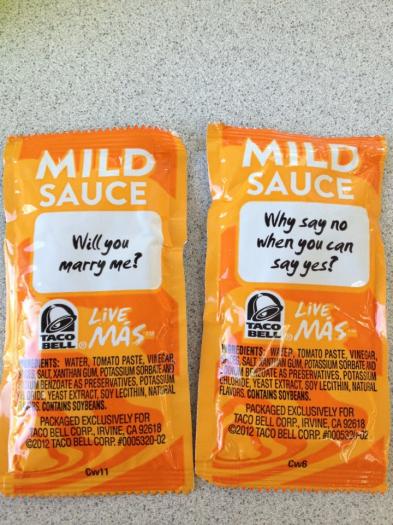 MILD
SAUCE
Will you
marry me?
TACO
BELL®
LIVE
MÁS SM
INGREDIENTS: WATER, TOMATO PASTE, VINEGAR,
SALT, XANTHAN GUM, POTASSIUM SORBATE AND
BENZOATE AS PRESERVATIVES, POTASSIUM
CHLORIDE, YEAST EXTRACT, SOY LECITHIN, NATURAL
CONTAINS SOYBEANS.
PACKAGED EXCLUSIVELY FOR
TACO BELL CORP., IRVINE, CA 92618
©2012 TACO BELL CORP. #0005320-02
CW11
MILD
SAUCE
Why say no
when you can
say yes?
TACO
BELL
LIVE
MÁS SM
INGREDIENTS: WATER, TOMATO PASTE, VINEGAR,
SALT, XANTHAN GUM, POTASSIUM SORBATE AND
BENZOATE AS PRESERVATIVES, POTASSIUM
CHLORIDE, YEAST EXTRACT, SOY LECITHIN, NATURAL
FLAVORS. CONTAINS SOYBEANS.
PACKAGED EXCLUSIVELY FOR
TACO BELL CORP., IRVINE, CA 92618
©2012 TACO BELL CORP. #0005320-02
CW6